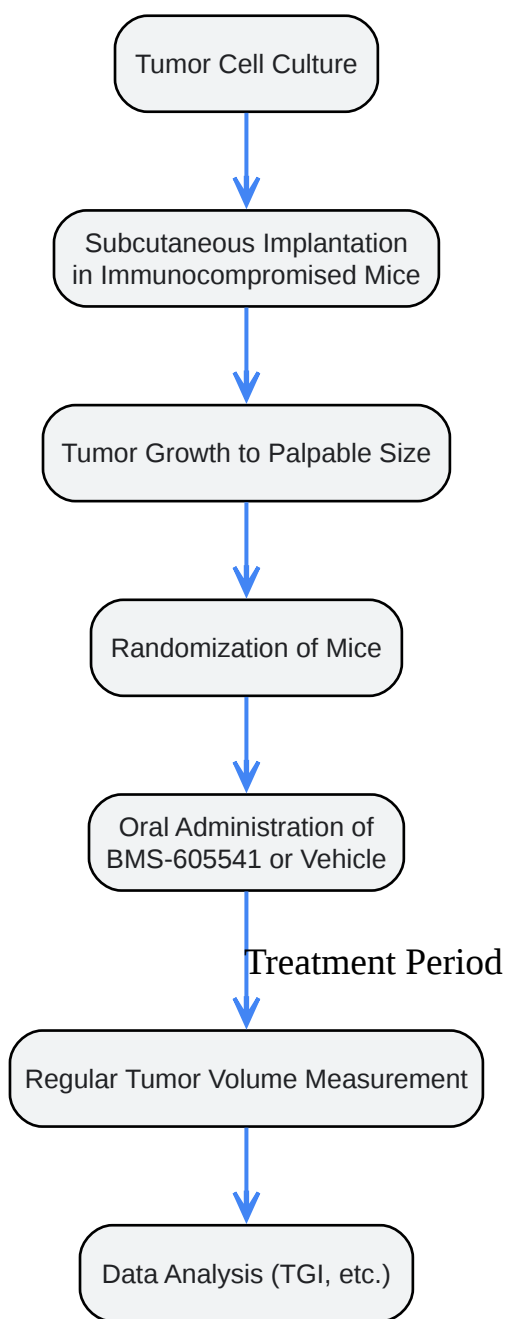 Tumor Cell Culture
Subcutaneous Implantation
in Immunocompromised Mice
Tumor Growth to Palpable Size
Randomization of Mice
Oral Administration of
BMS-605541 or Vehicle
Treatment Period
Regular Tumor Volume Measurement
Data Analysis (TGI, etc.)